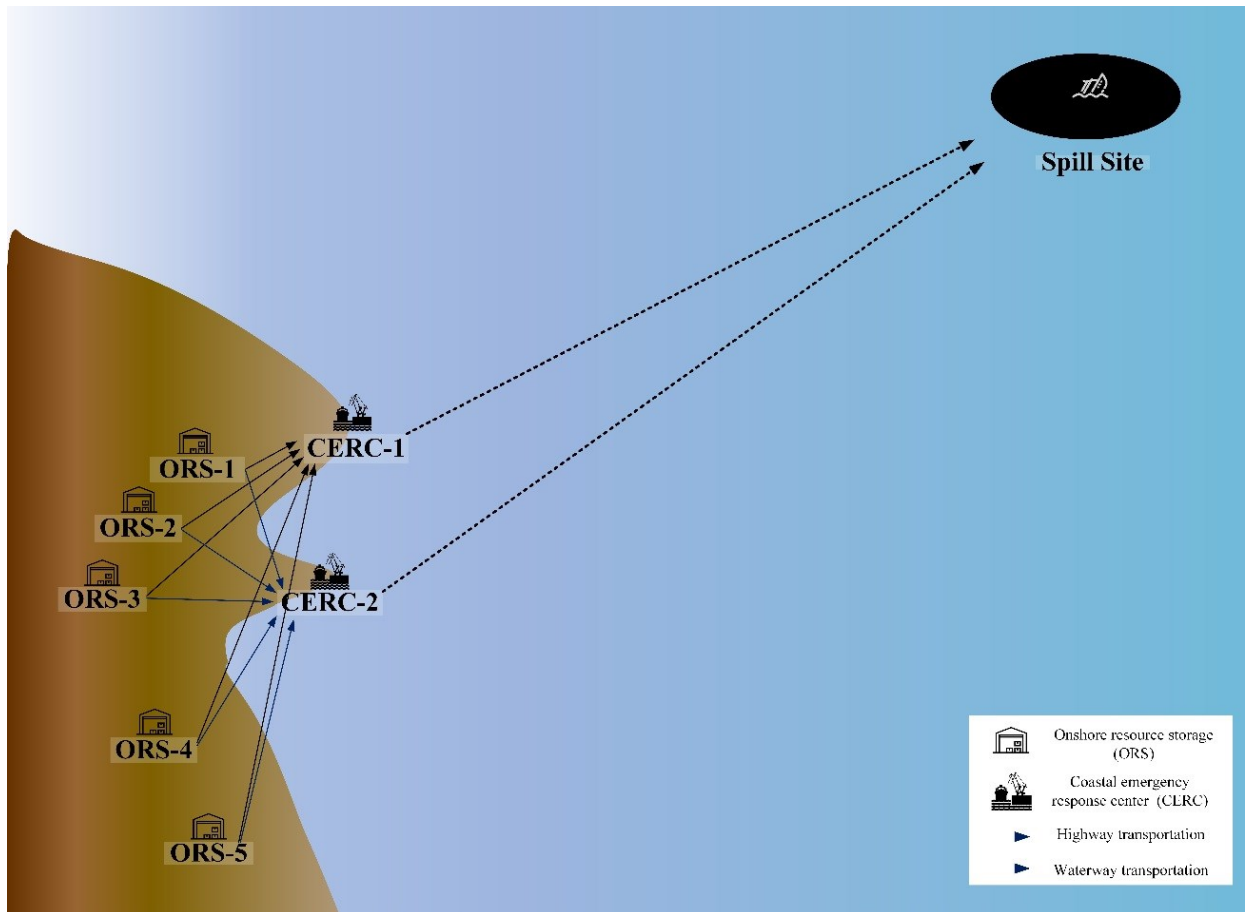 Spill Site
CERC-1
ORS-1
ORS-2
ORS-3
CERC-2
ORS-4
ORS-5
Onshore resource storage
(ORS)
Coastal emergency
response center (CERC)
Highway transportation
Waterway transportation